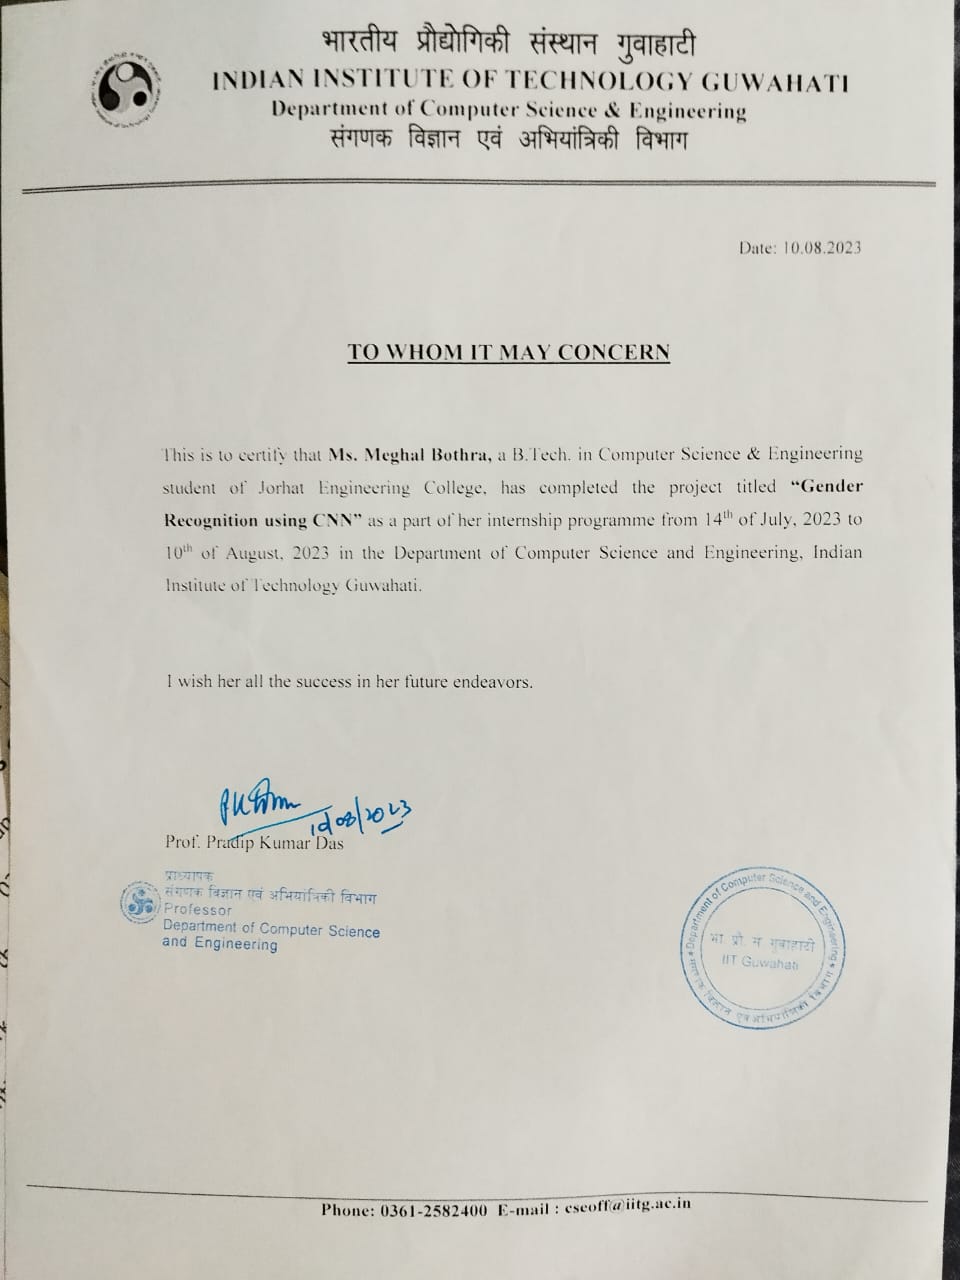 भारतीय प्रौद्योगिकी संस्थान गुवाहाटी
INDIAN INSTITUTE OF TECHNOLOGY GUWAHATI
Department of Computer Science & Engineering
संगणक विज्ञान एवं अभियांत्रिकी विभाग
Date: 10.08.2023
TO WHOM IT MAY CONCERN
This is to certify that Ms. Meghal Bothra, a B.Tech. in Computer Science & Engineering
student of Jorhat Engineering College, has completed the project titled “Gender
Recognition using CNN” as a part of her internship programme from 14th of July, 2023 to
10th of August, 2023 in the Department of Computer Science and Engineering, Indian
Institute of Technology Guwahati.
I wish her all the success in her future endeavors.
10/08/2023
Prof. Pradip Kumar Das
प्राध्यापक
संगणक विज्ञान एवं अभियांत्रिकी विभाग
Professor
Department of Computer Science
and Engineering
Department of Computer Science and Engineering
भा. प्रौ. स. गुवाहाटी
IIT Guwahati
संगणक विज्ञान एवं अभियांत्रिकी विभाग
Phone: 0361-2582400 E-mail : cseoff@iitg.ac.in